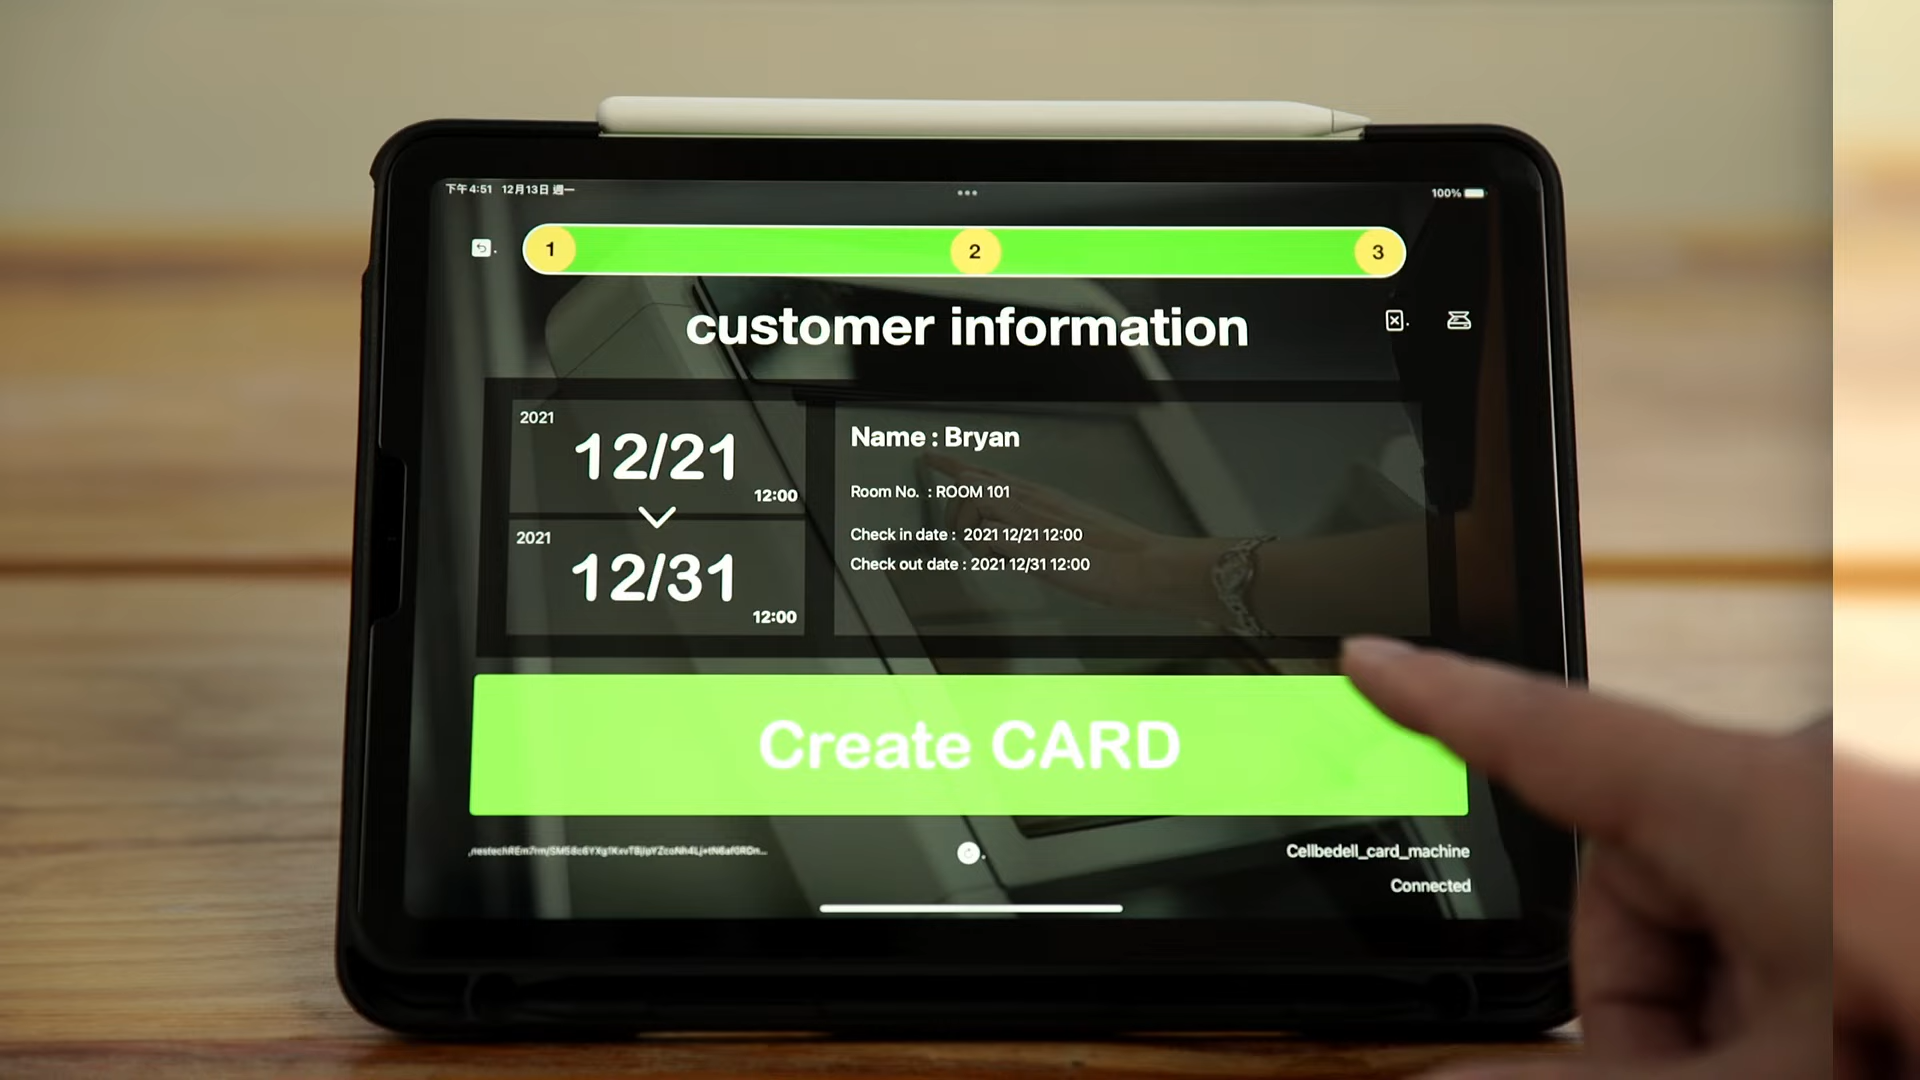 下午4:51 12月13日 週一
100%
1
2
3
customer information
2021
12/21
12:00
2021
12/31
12:00
Name : Bryan
Room No. : ROOM 101
Check in date : 2021 12/21 12:00
Check out date : 2021 12/31 12:00
Create CARD
Cellbedell_card_machine
Connected